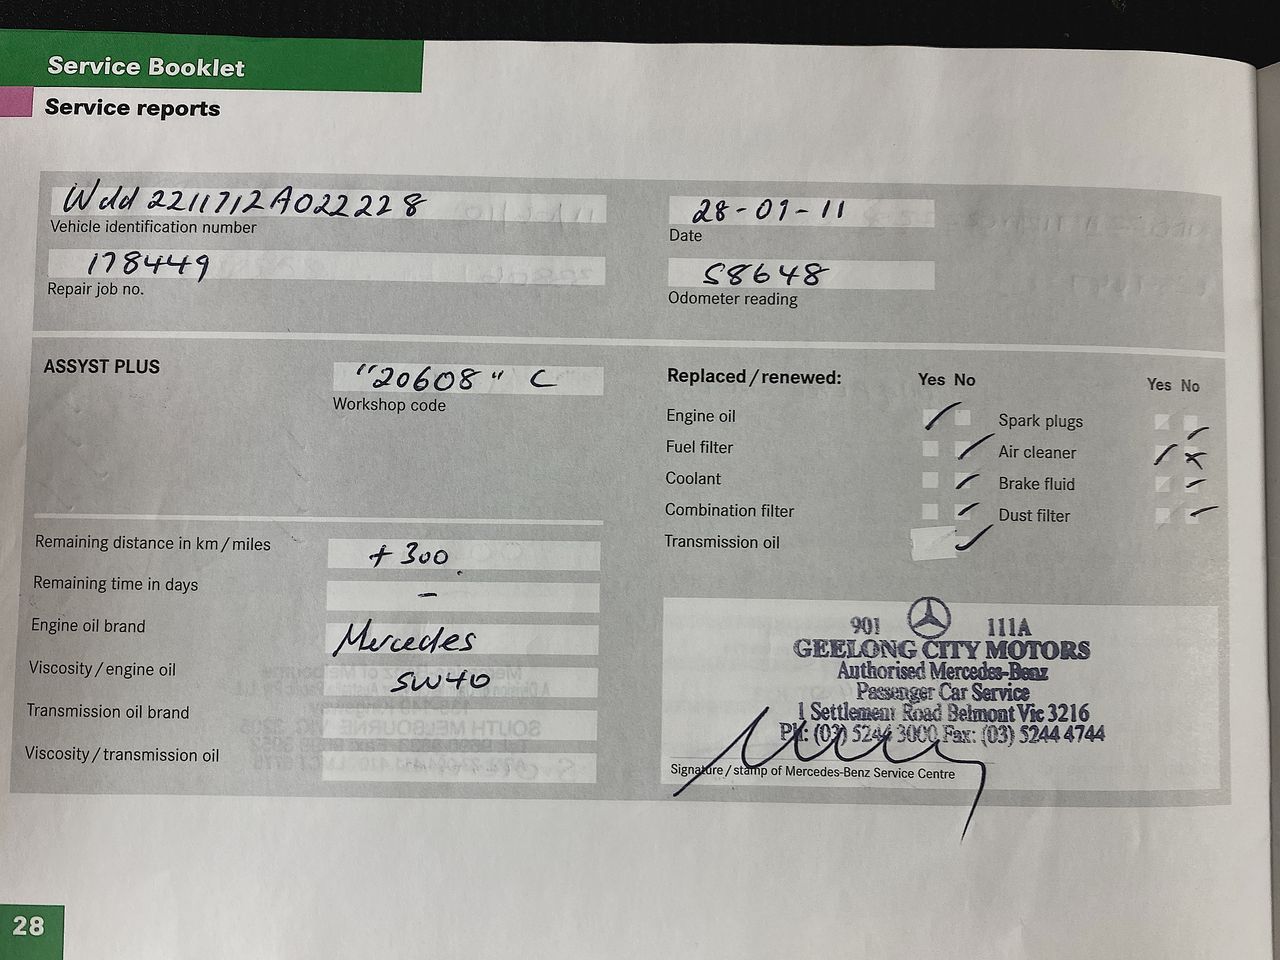 Service Booklet
Service reports
Wdd 2211712A022228
Vehicle identification number
28-01-11
Date
178449
Repair job no.
58648
Odometer reading
ASSYST PLUS
"20608" C
Workshop code
Replaced / renewed:
Yes No
Yes No
Engine oil
Spark plugs
Fuel filter
Air cleaner
Coolant
Brake fluid
Combination filter
Dust filter
Transmission oil
Remaining distance in km / miles
+ 300
Remaining time in days
–
Engine oil brand
Mercedes
Viscosity / engine oil
5W40
Transmission oil brand
Viscosity / transmission oil
901 111A
GEELONG CITY MOTORS
Authorised Mercedes-Benz
Passenger Car Service
1 Settlement Road Belmont Vic 3216
PH: (03) 5244 3000 Fax: (03) 5244 4744
Signature / stamp of Mercedes-Benz Service Centre
28